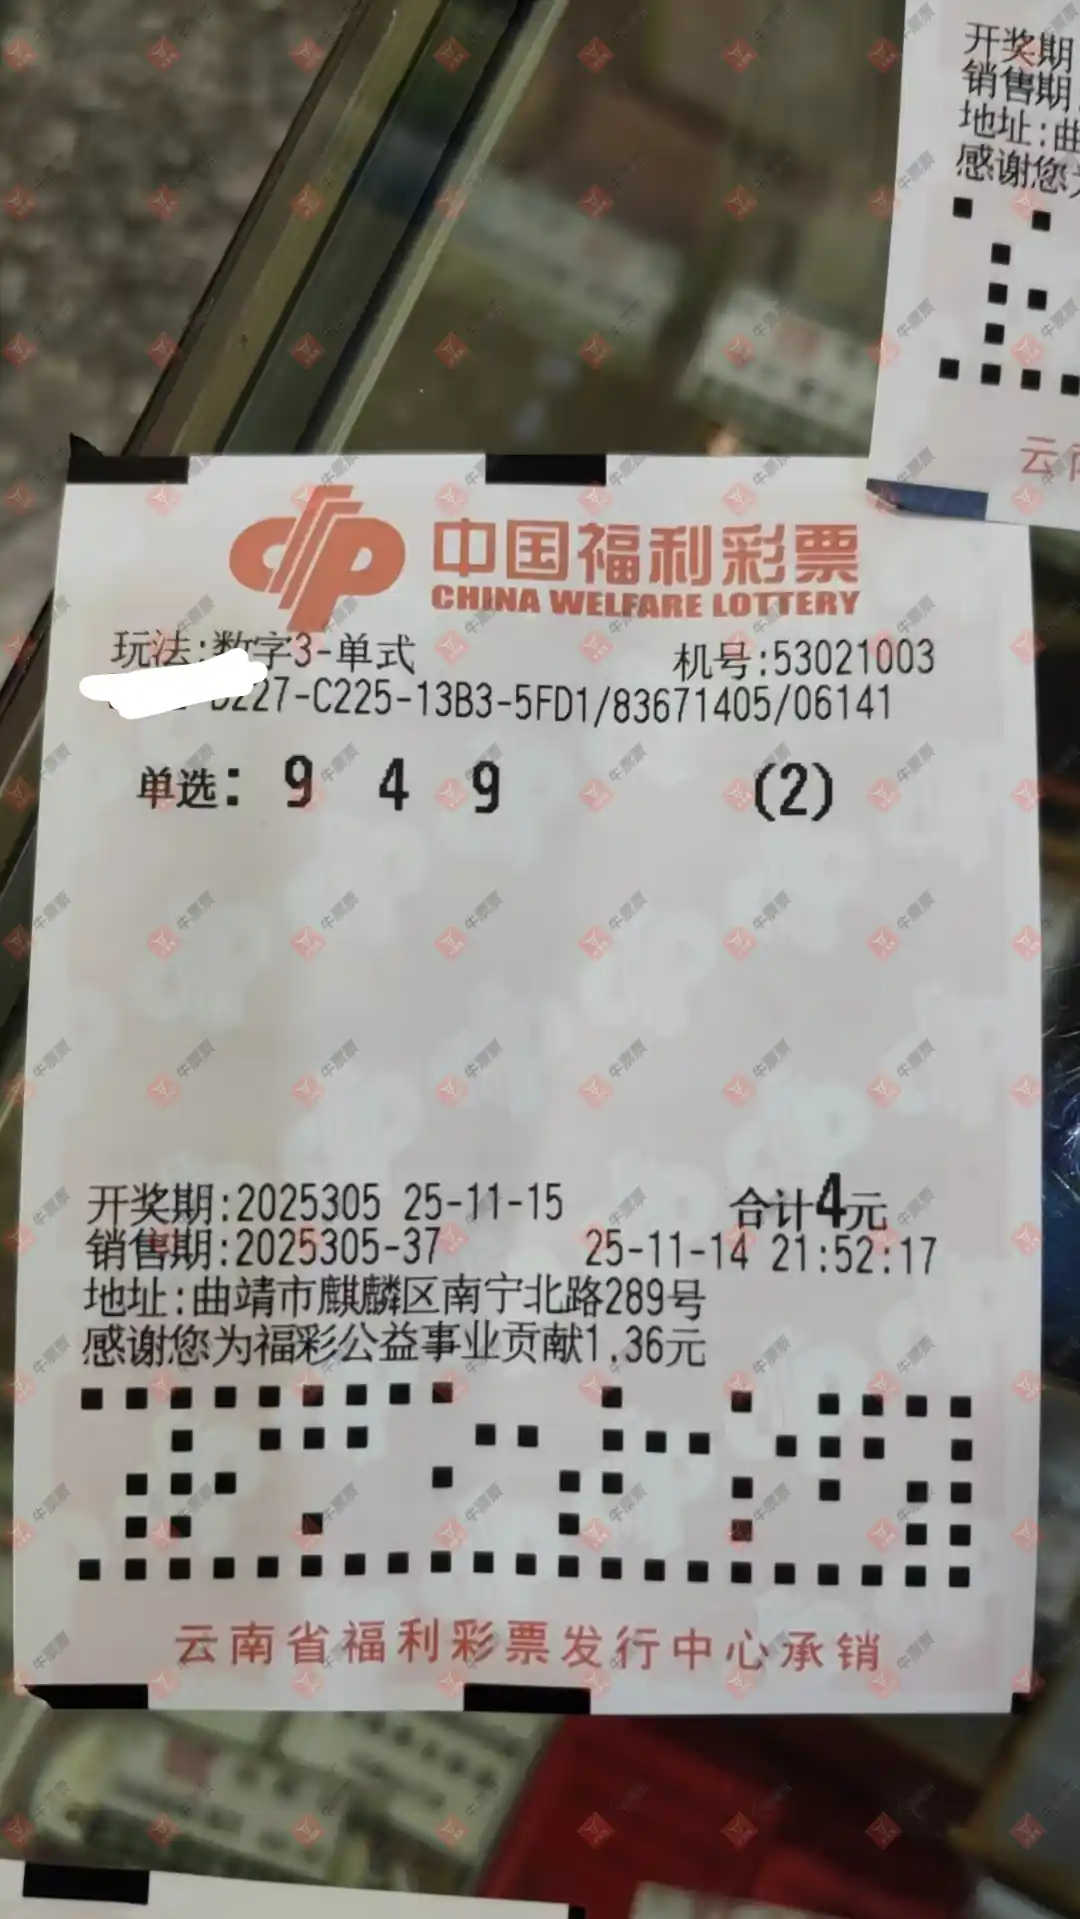 开奖期
销售期
地址:曲
感谢您
中国福利彩票
CHINA WELFARE LOTTERY
玩法:数字3-单式 机号:53021003
D227-C225-13B3-5FD1/83671405/06141
单选: 9 4 9 (2)
开奖期:2025305 25-11-15 合计4元
销售期:2025305-37 25-11-14 21:52:17
地址:曲靖市麒麟区南宁北路289号
感谢您为福彩公益事业贡献1.36元
云南省福利彩票发行中心承销
牛票票